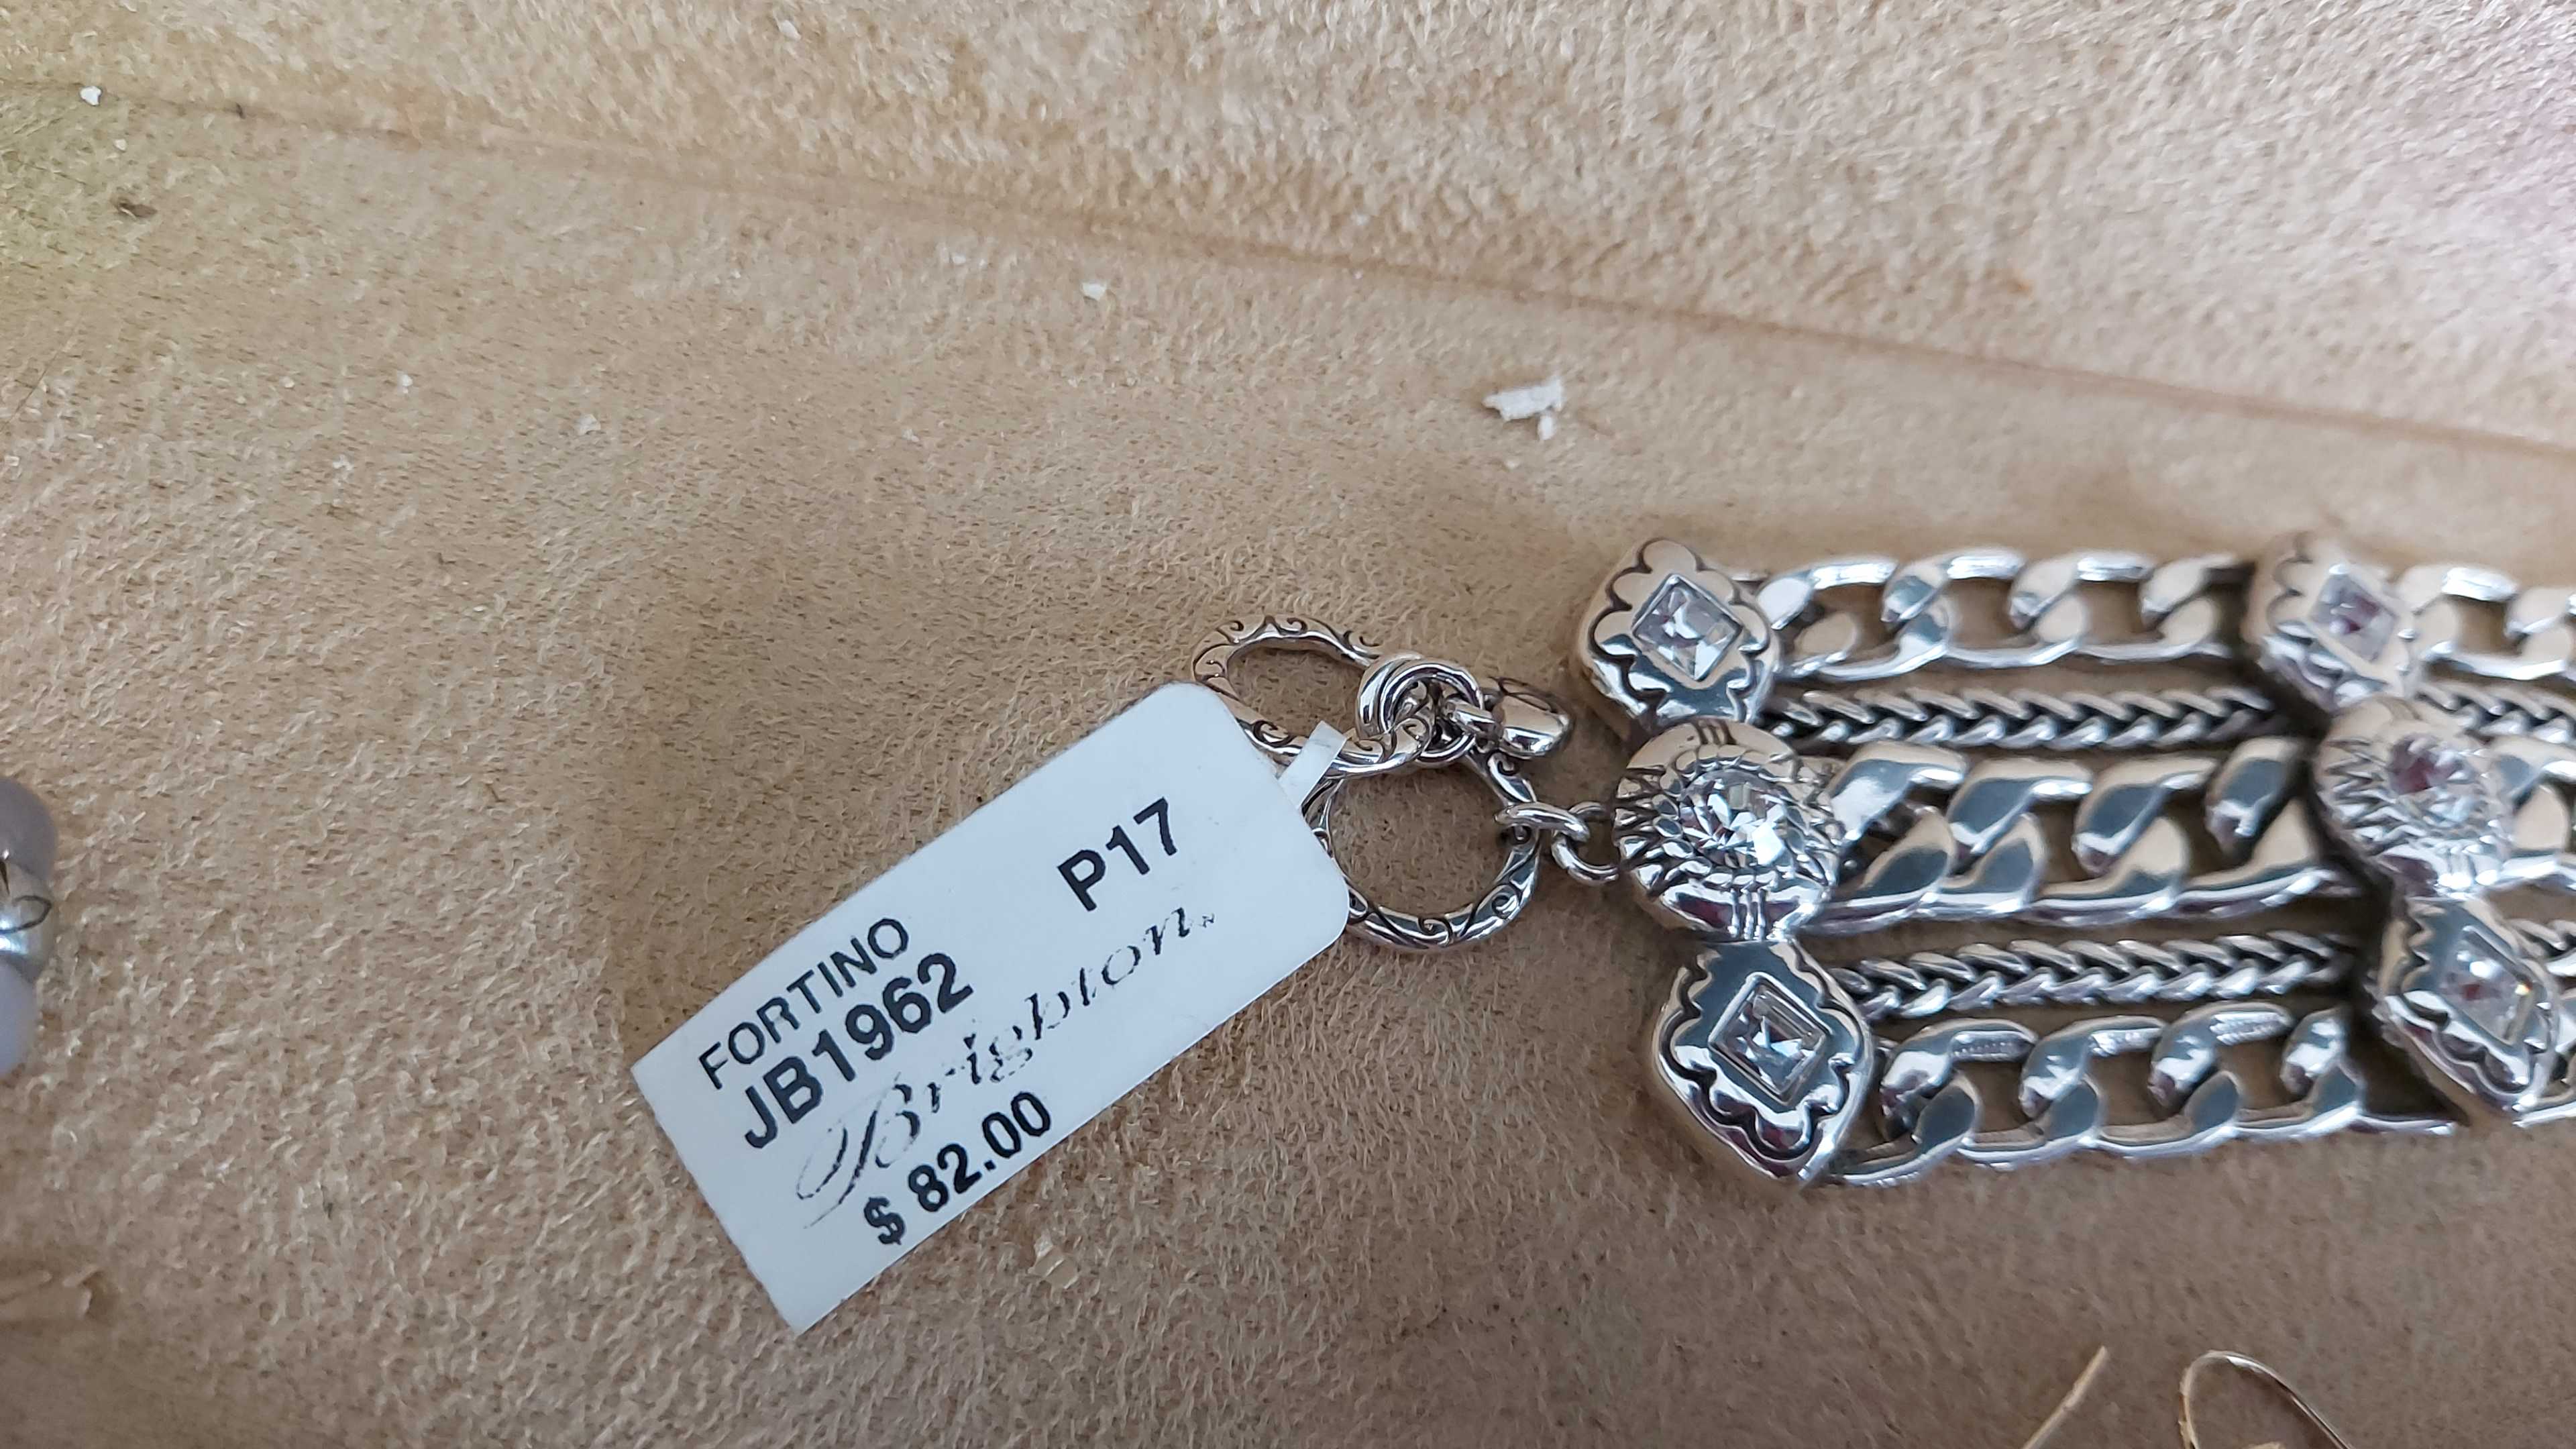 P17
FORTINO
JB1962
Brighton
$ 82.00